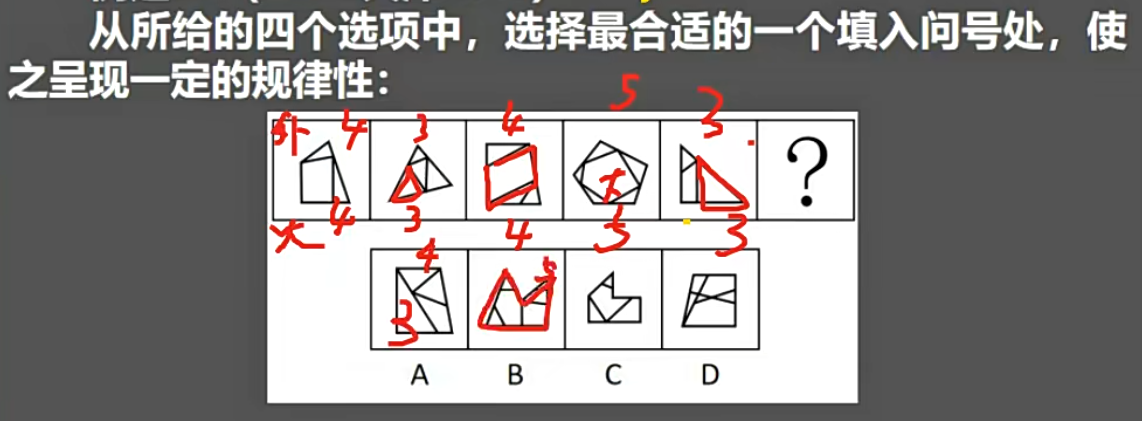 从所给的四个选项中，选择最合适的一个填入问号处，使
之呈现一定的规律性：
5
外 4 3 4 3
?
大 4 3 4 大 5 3
4 5
3
A B C D